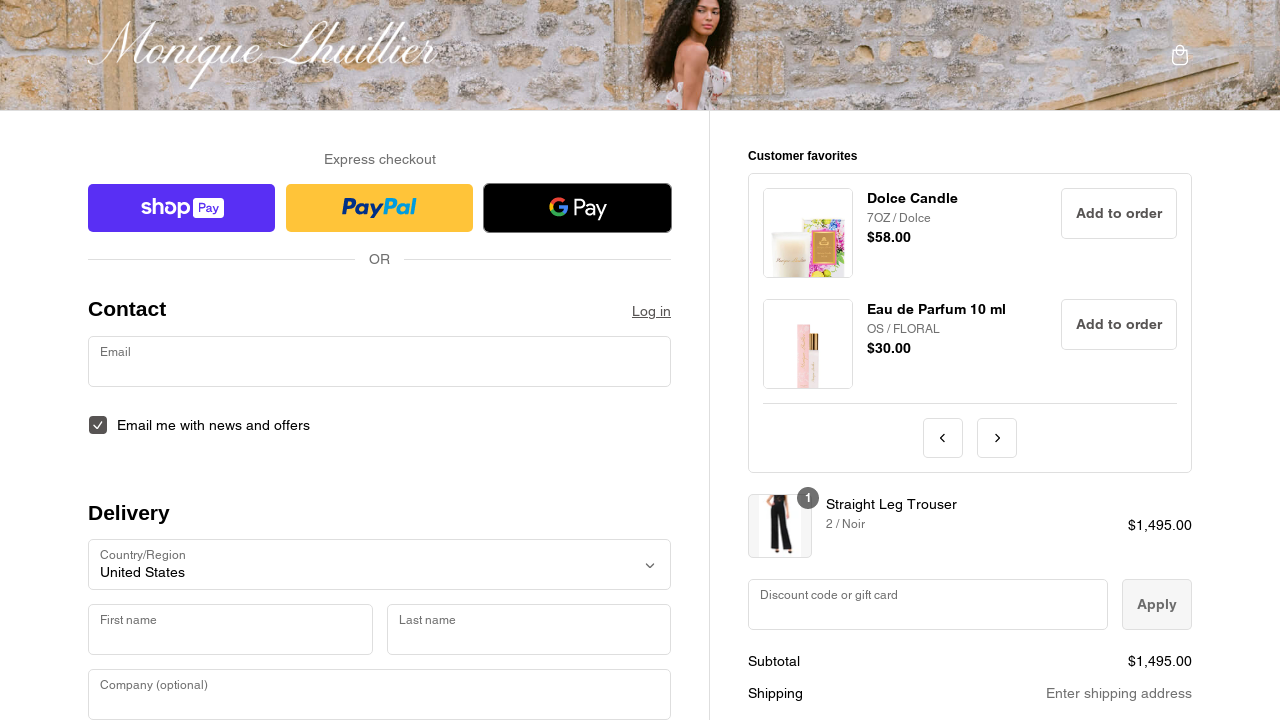 Monique Lhuillier
Express checkout
shop Pay
PayPal
G Pay
OR
Contact
Log in
Email
Email me with news and offers
Delivery
Country/Region
United States
First name
Last name
Company (optional)
Customer favorites
Dolce Candle
7OZ / Dolce
$58.00
Add to order
Eau de Parfum 10 ml
OS / FLORAL
$30.00
Add to order
1
Straight Leg Trouser
2 / Noir
$1,495.00
Discount code or gift card
Apply
Subtotal
$1,495.00
Shipping
Enter shipping address